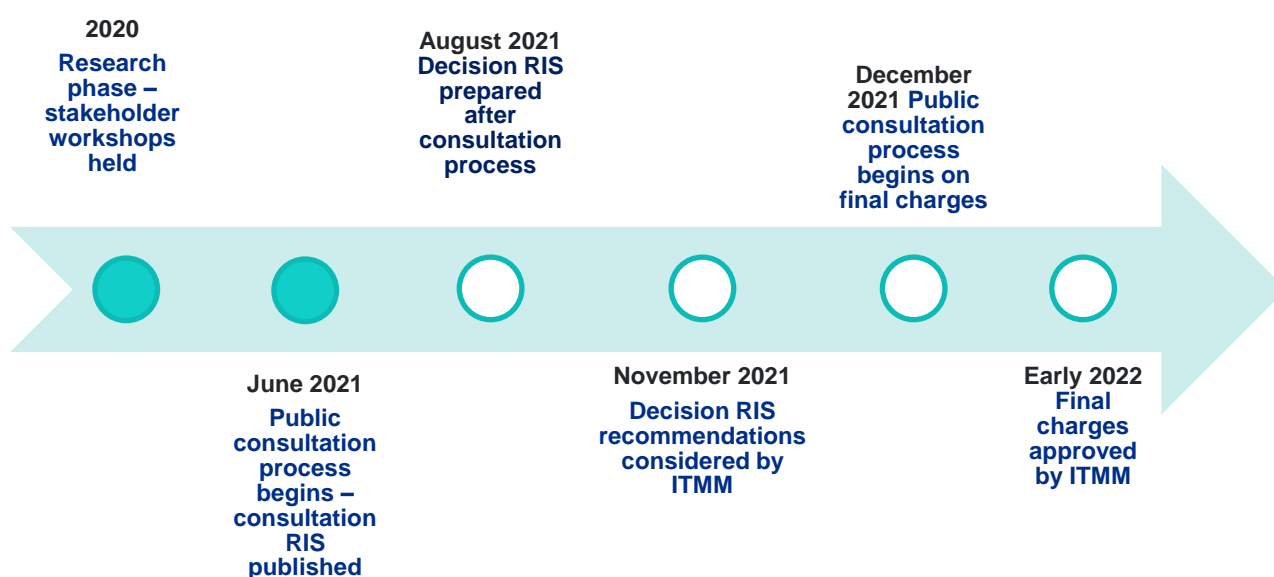 2020
Research
phase –
stakeholder
workshops
held
June 2021
Public
consultation
process
begins –
consultation
RIS
published
August 2021
Decision RIS
prepared
after
consultation
process
November 2021
Decision RIS
recommendations
considered by
ITMM
December
2021 Public
consultation
process
begins on
final charges
Early 2022
Final
charges
approved
by ITMM